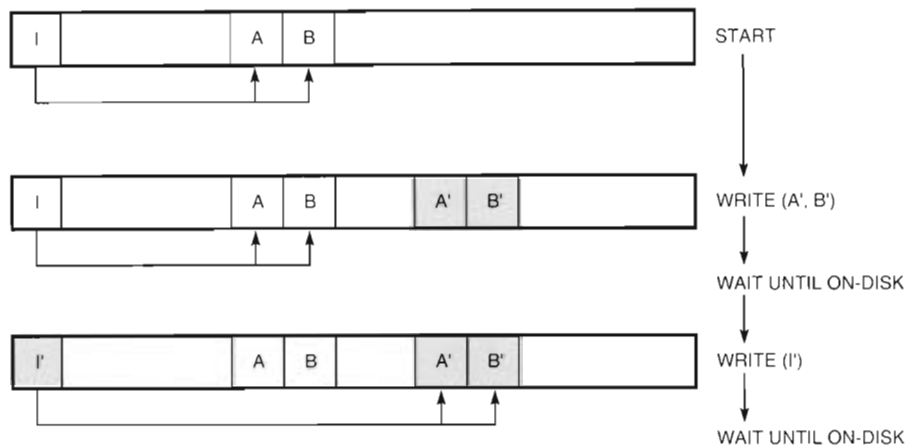 I A B START
I A B A' B' WRITE (A', B')
WAIT UNTIL ON-DISK
I' A B A' B' WRITE (I')
WAIT UNTIL ON-DISK